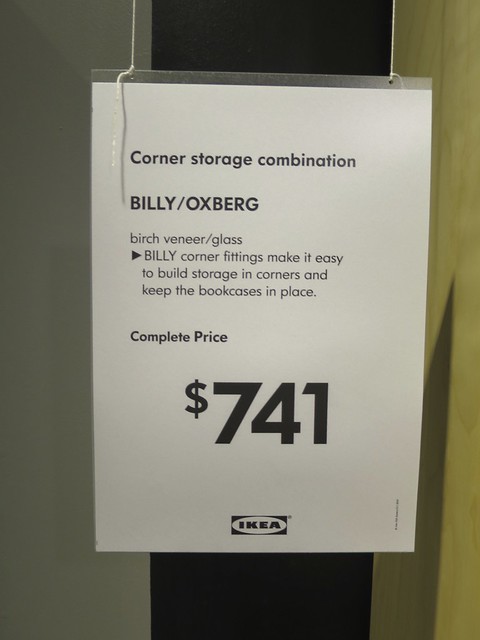 Corner storage combination
BILLY/OXBERG
birch veneer/glass
►BILLY corner fittings make it easy
to build storage in corners and
keep the bookcases in place.
Complete Price
$741
IKEA®